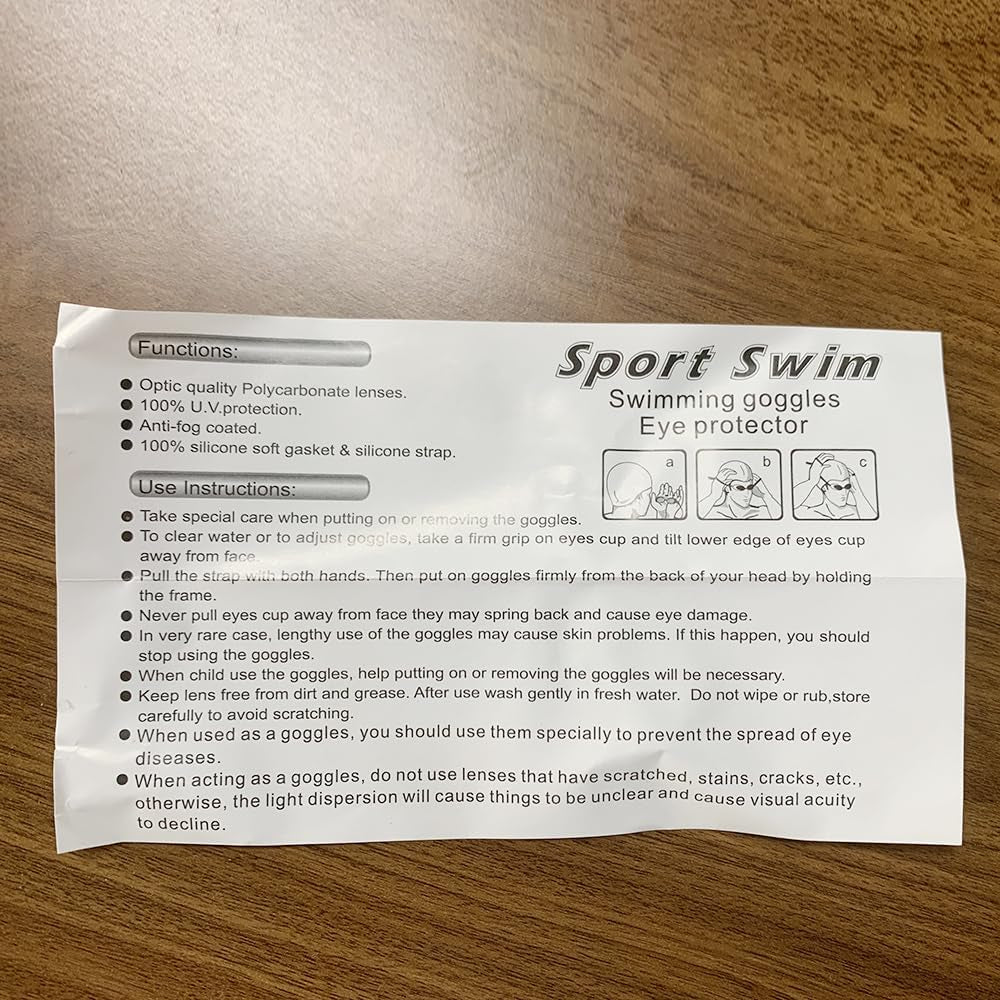 Functions:
● Optic quality Polycarbonate lenses.
● 100% U.V.protection.
● Anti-fog coated.
● 100% silicone soft gasket & silicone strap.
Sport Swim
Swimming goggles
Eye protector
a b c
Use Instructions:
● Take special care when putting on or removing the goggles.
● To clear water or to adjust goggles, take a firm grip on eyes cup and tilt lower edge of eyes cup
away from face.
● Pull the strap with both hands. Then put on goggles firmly from the back of your head by holding
the frame.
● Never pull eyes cup away from face they may spring back and cause eye damage.
● In very rare case, lengthy use of the goggles may cause skin problems. If this happen, you should
stop using the goggles.
● When child use the goggles, help putting on or removing the goggles will be necessary.
● Keep lens free from dirt and grease. After use wash gently in fresh water. Do not wipe or rub,store
carefully to avoid scratching.
● When used as a goggles, you should use them specially to prevent the spread of eye
diseases.
● When acting as a goggles, do not use lenses that have scratched, stains, cracks, etc.,
otherwise, the light dispersion will cause things to be unclear and cause visual acuity
to decline.